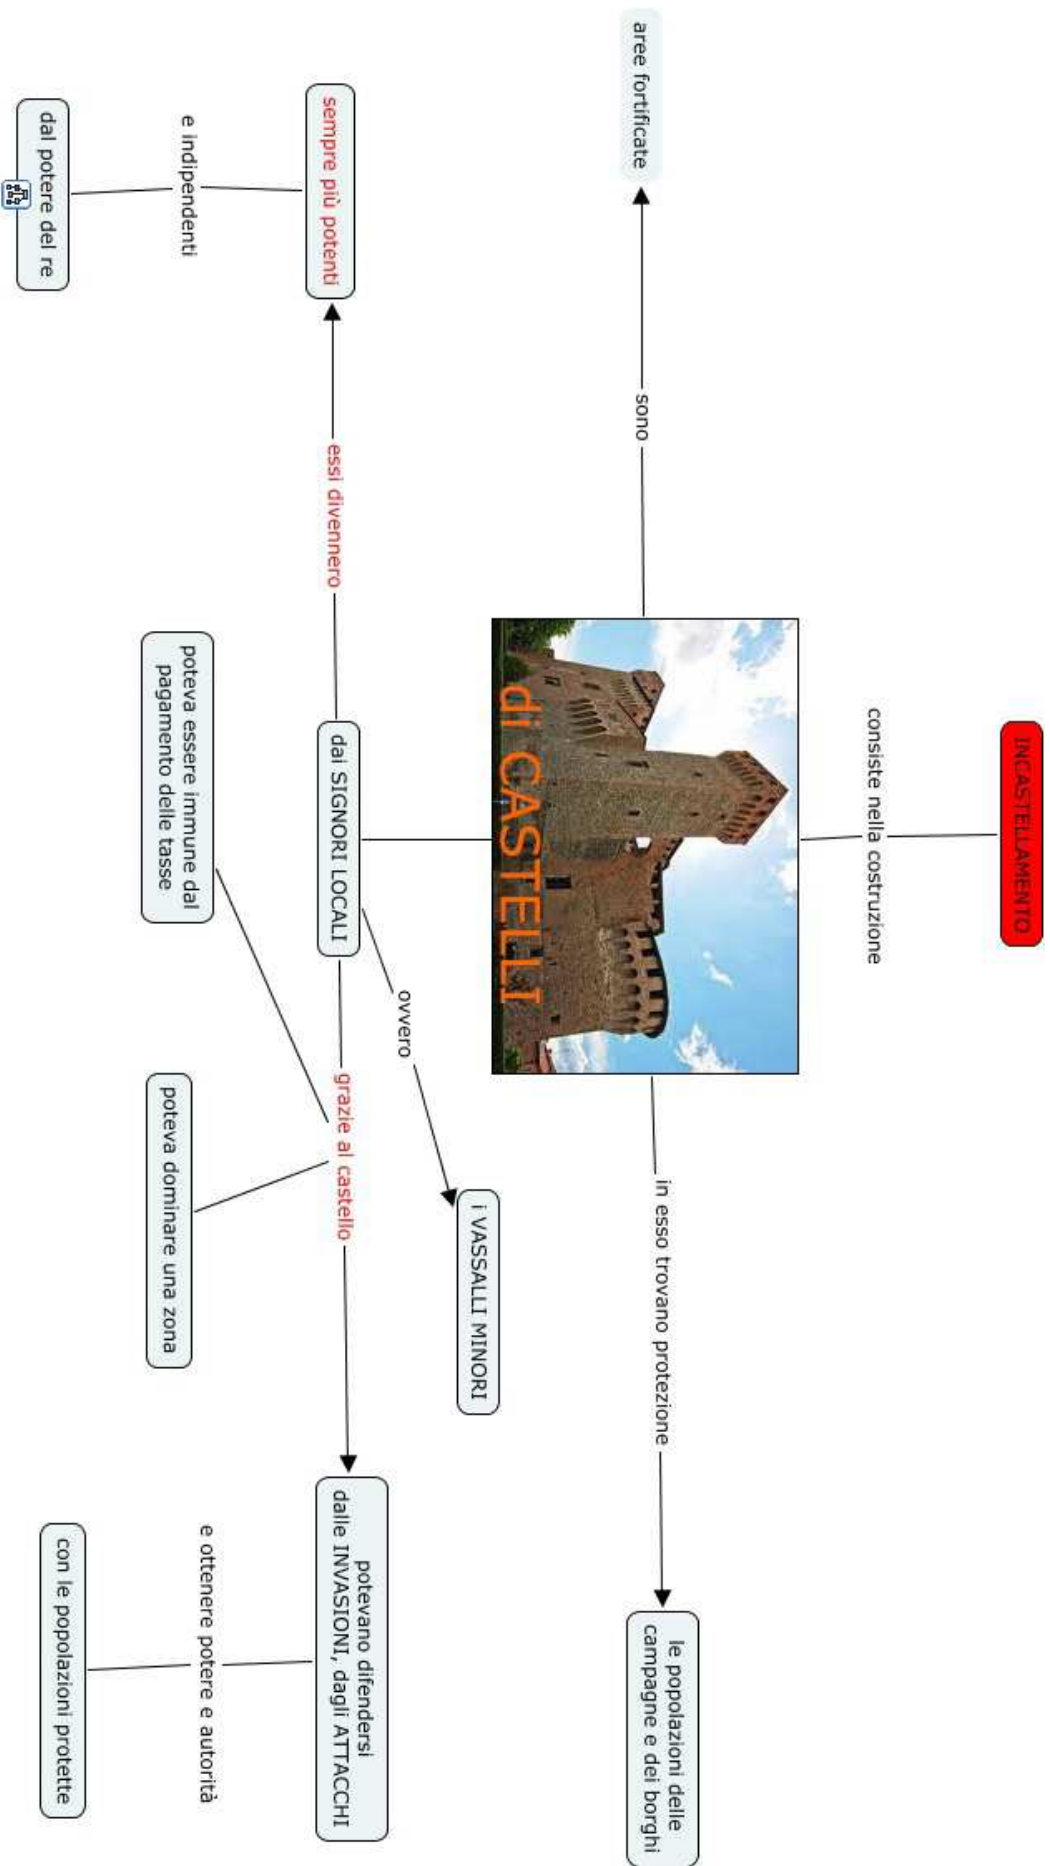 INCASTELLAMENTO
consiste nella costruzione
di CASTELLI
sono
aree fortificate
in esso trovano protezione
le popolazioni delle
campagne e dei borghi
dai SIGNORI LOCALI
ovvero
i VASSALLI MINORI
essi divennero
sempre più potenti
e indipendenti
dal potere del re
grazie al castello
poteva essere immune dal
pagamento delle tasse
poteva dominare una zona
potevano difendersi
dalle INVASIONI, dagli ATTACCHI
e ottenere potere e autorità
con le popolazioni protette